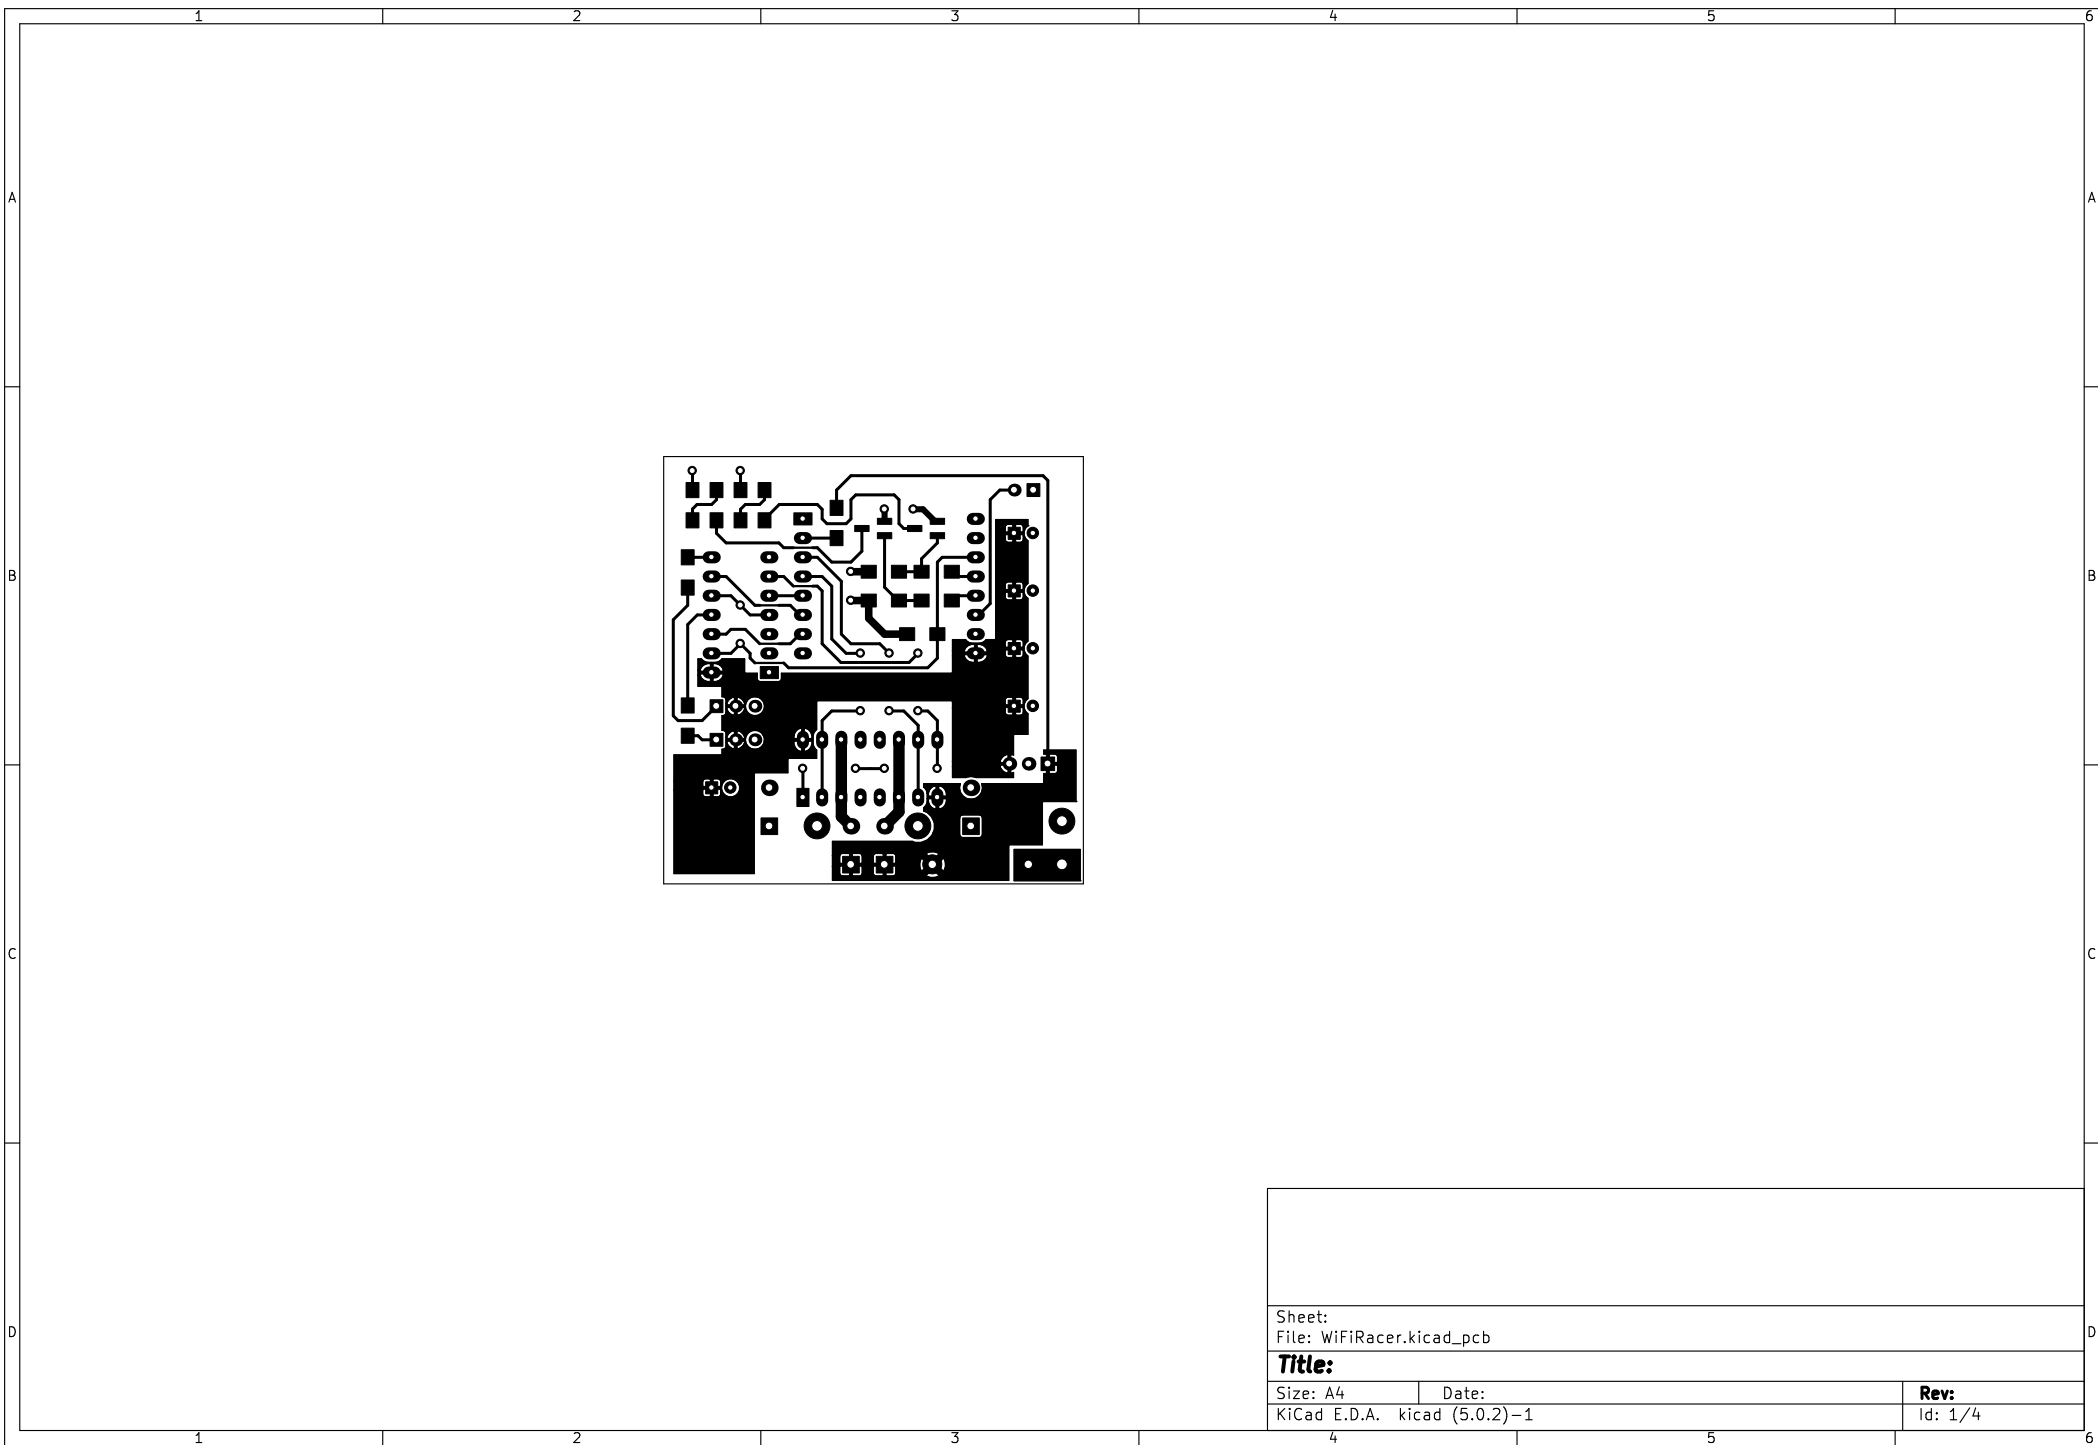 1 2 3 4 5 6
A A
B B
C C
D D
Sheet:
File: WiFiRacer.kicad_pcb
Title:
Size: A4 Date: Rev:
KiCad E.D.A. kicad (5.0.2)-1 Id: 1/4
1 2 3 4 5 6